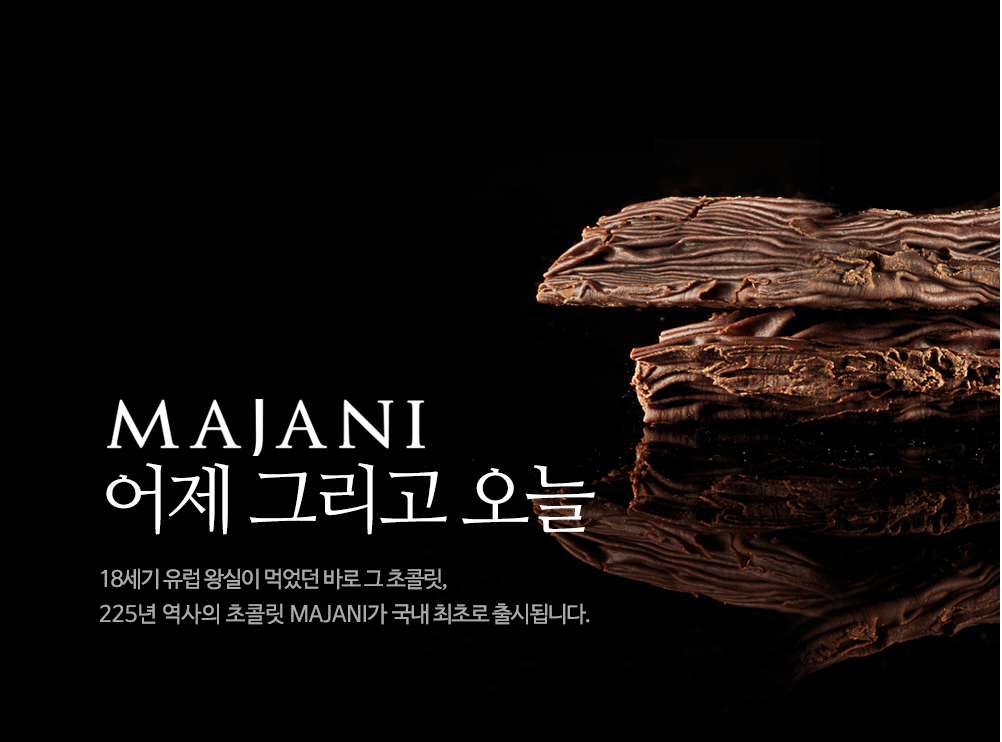 MAJANI
어제 그리고 오늘
18세기 유럽 왕실이 먹었던 바로 그 초콜릿,
225년 역사의 초콜릿 MAJANI가 국내 최초로 출시됩니다.